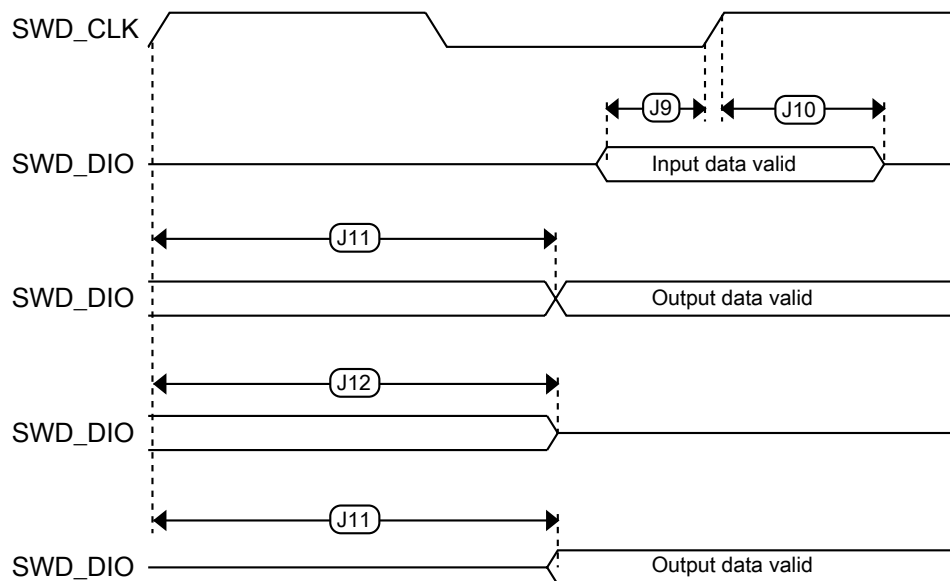 SWD_CLK
J9
J10
SWD_DIO
Input data valid
J11
SWD_DIO
Output data valid
J12
SWD_DIO
J11
SWD_DIO
Output data valid